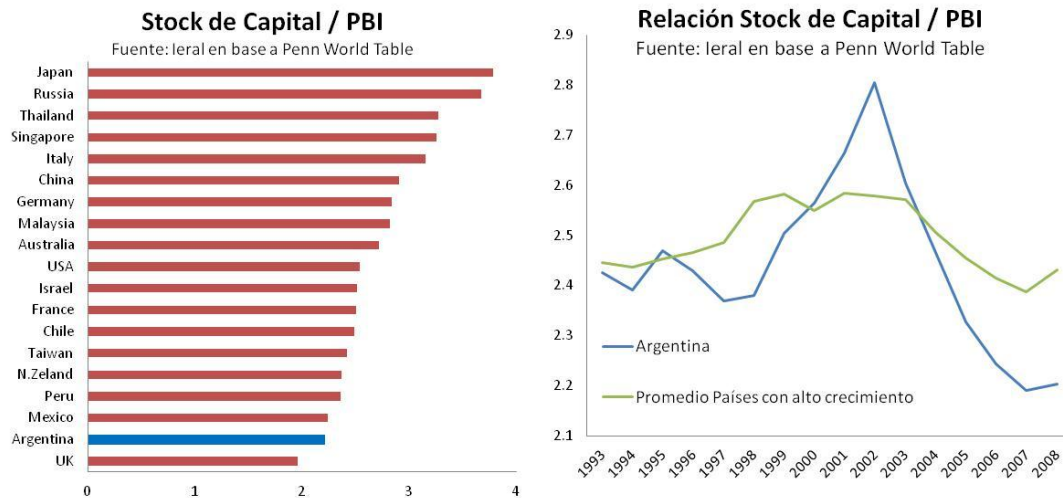 Stock de Capital / PBI
Fuente: Ieral en base a Penn World Table
Japan
Russia
Thailand
Singapore
Italy
China
Germany
Malaysia
Australia
USA
Israel
France
Chile
Taiwan
N.Zeland
Peru
Mexico
Argentina
UK
0 1 2 3 4
Relación Stock de Capital / PBI
Fuente: Ieral en base a Penn World Table
2.9
2.8
2.7
2.6
2.5
2.4
2.3
2.2
2.1
Argentina
Promedio Países con alto crecimiento
1993 1994 1995 1996 1997 1998 1999 2000 2001 2002 2003 2004 2005 2006 2007 2008